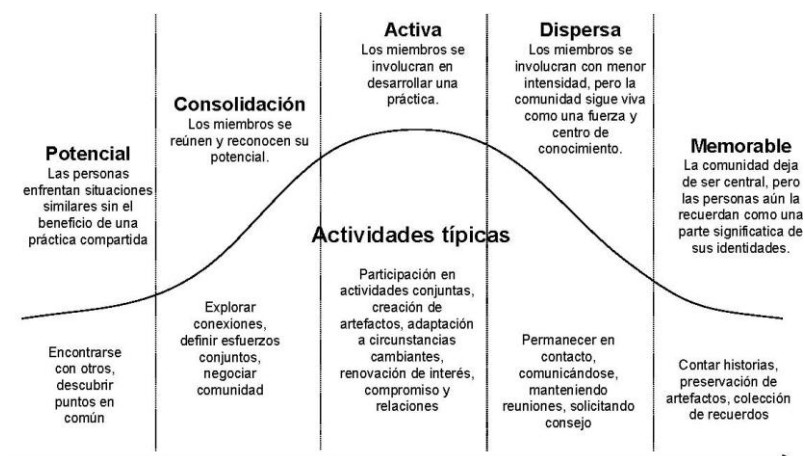 Potencial
Las personas
enfrentan situaciones
similares sin el
beneficio de una
práctica compartida
Consolidación
Los miembros se
reúnen y reconocen su
potencial.
Activa
Los miembros se
involucran en
desarrollar una
práctica.
Dispersa
Los miembros se
involucran con menor
intensidad, pero la
comunidad sigue viva
como una fuerza y
centro de
conocimiento.
Memorable
La comunidad deja
de ser central, pero
las personas aún la
recuerdan como una
parte significatica de
sus identidades.
Actividades típicas
Encontrarse
con otros,
descubrir
puntos en
común
Explorar
conexiones,
definir esfuerzos
conjuntos,
negociar
comunidad
Participación en
actividades conjuntas,
creación de
artefactos, adaptación
a circunstancias
cambiantes,
renovación de interés,
compromiso y
relaciones
Permanecer en
contacto,
comunicándose,
manteniendo
reuniones, solicitando
consejo
Contar historias,
preservación de
artefactos, colección
de recuerdos